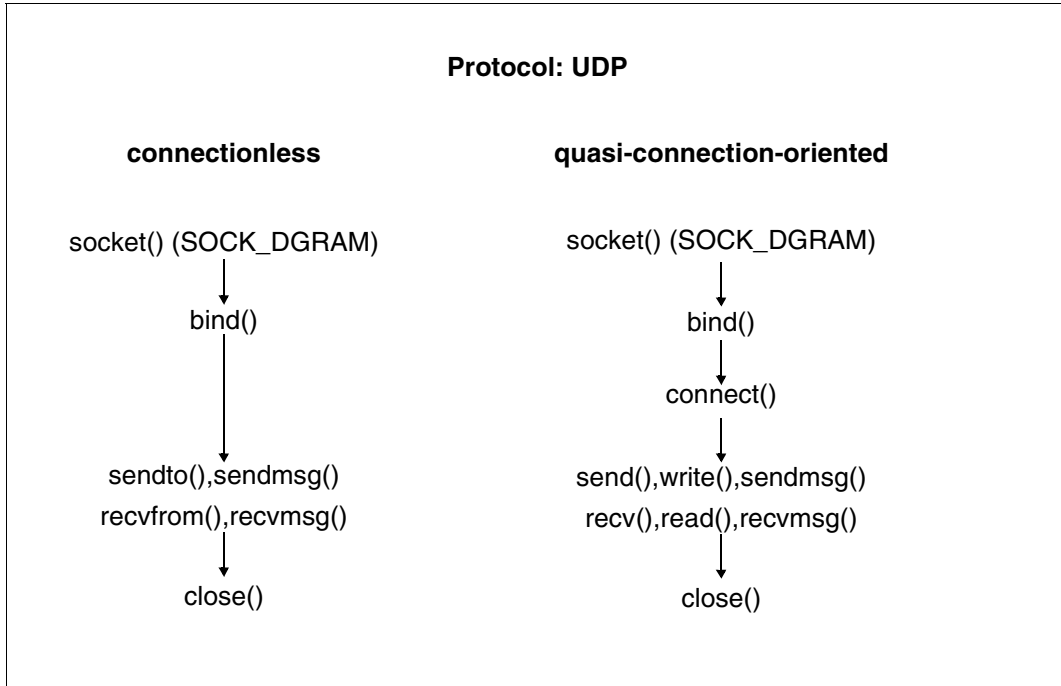 Protocol: UDP
connectionless
socket() (SOCK_DGRAM)
bind()
sendto(),sendmsg()
recvfrom(),recvmsg()
close()
quasi-connection-oriented
socket() (SOCK_DGRAM)
bind()
connect()
send(),write(),sendmsg()
recv(),read(),recvmsg()
close()